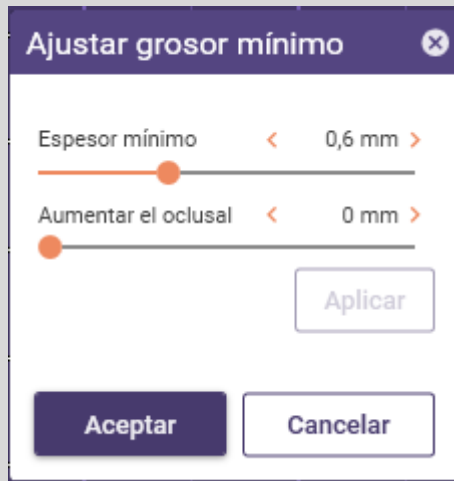 Ajustar grosor mínimo
Espesor mínimo < 0,6 mm >
Aumentar el oclusal < 0 mm >
Aplicar
Aceptar Cancelar